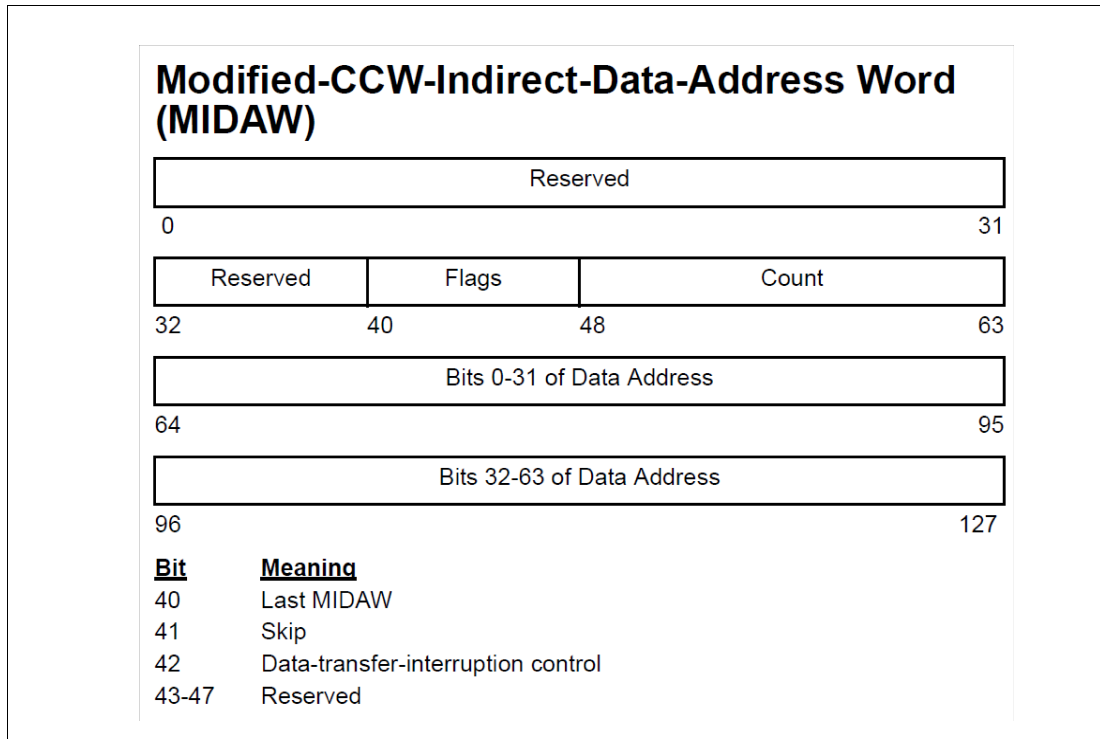 Modified-CCW-Indirect-Data-Address Word
(MIDAW)
Reserved
0 31
Reserved Flags Count
32 40 48 63
Bits 0-31 of Data Address
64 95
Bits 32-63 of Data Address
96 127
Bit Meaning
40 Last MIDAW
41 Skip
42 Data-transfer-interruption control
43-47 Reserved